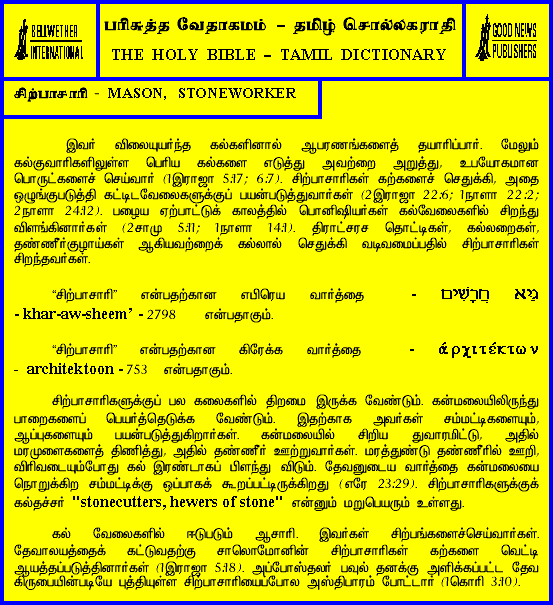 BELLWETHER
INTERNATIONAL
பரிசுத்த வேதாகமம் – தமிழ் சொல்லகராதி
THE HOLY BIBLE – TAMIL DICTIONARY
GOOD NEWS
PUBLISHERS
சிற்பாசாரி - MASON, STONEWORKER
இவர் விலையுயர்ந்த கல்களினால் ஆபரணங்களைத் தயாரிப்பார். மேலும்
கல்குவாரிகளிலுள்ள பெரிய கல்களை எடுத்து அவற்றை அறுத்து, உபயோகமான
பொருட்களைச் செய்வார் (1இராஜா 5:17; 6:7). சிற்பாசாரிகள் கற்களைச் செதுக்கி, அதை
ஒழுங்குபடுத்தி கட்டிடவேலைகளுக்குப் பயன்படுத்துவார்கள் (2இராஜா 22:6; 1நாளா 22:2;
2நாளா 24:12). பழைய ஏற்பாட்டுக் காலத்தில் பொனிஷியர்கள் கல்வேலைகளில் சிறந்து
விளங்கினார்கள் (2சாமு 5:11; 1நாளா 14:1). திராட்சரச தொட்டிகள், கல்லறைகள்,
தண்ணீர்குழாய்கள் ஆகியவற்றைக் கல்லால் செதுக்கி வடிவமைப்பதில் சிற்பாசாரிகள்
சிறந்தவர்கள்.
“சிற்பாசாரி” என்பதற்கான எபிரெய வார்த்தை - חֲרָשִׁים
- khar-aw-sheem’ - 2798 என்பதாகும்.
“சிற்பாசாரி” என்பதற்கான கிரேக்க வார்த்தை - ἀρχιτέκτων
- architektoon - 753 என்பதாகும்.
சிற்பாசாரிகளுக்குப் பல கலைகளில் திறமை இருக்க வேண்டும். கன்மலையிலிருந்து
பாறைகளைப் பெயர்த்தெடுக்க வேண்டும். இதற்காக அவர்கள் சம்மட்டிகளையும்,
ஆப்புகளையும் பயன்படுத்துகிறார்கள். கன்மலையில் சிறிய துவாரமிட்டு, அதில்
மரமுளைகளைத் திணித்து, அதில் தண்ணீர் ஊற்றுவார்கள். மரத்துண்டு தண்ணீரில் ஊறி,
விரிவடையும்போது கல் இரண்டாகப் பிளந்து விடும். தேவனுடைய வார்த்தை கன்மலையை
நொறுக்கிற சம்மட்டிக்கு ஒப்பாகக் கூறப்பட்டிருக்கிறது (எரே 23:29). சிற்பாசாரிகளுக்குக்
கல்தச்சர் "stonecutters, hewers of stone" என்னும் மறுபெயரும் உள்ளது.
கல் வேலைகளில் ஈடுபடும் ஆசாரி. இவர்கள் சிற்பங்களைச்செய்வார்கள்.
தேவாலயத்தைக் கட்டுவதற்கு சாலொமோனின் சிற்பாசாரிகள் கற்களை வெட்டி
ஆயத்தப்படுத்தினார்கள் (1இராஜா 5:18). அப்போஸ்தலர் பவுல் தனக்கு அளிக்கப்பட்ட தேவ
கிருபையின்படியே புத்தியுள்ள சிற்பாசாரியைப்போல அஸ்திபாரம் போட்டார் (1கொரி 3:10).